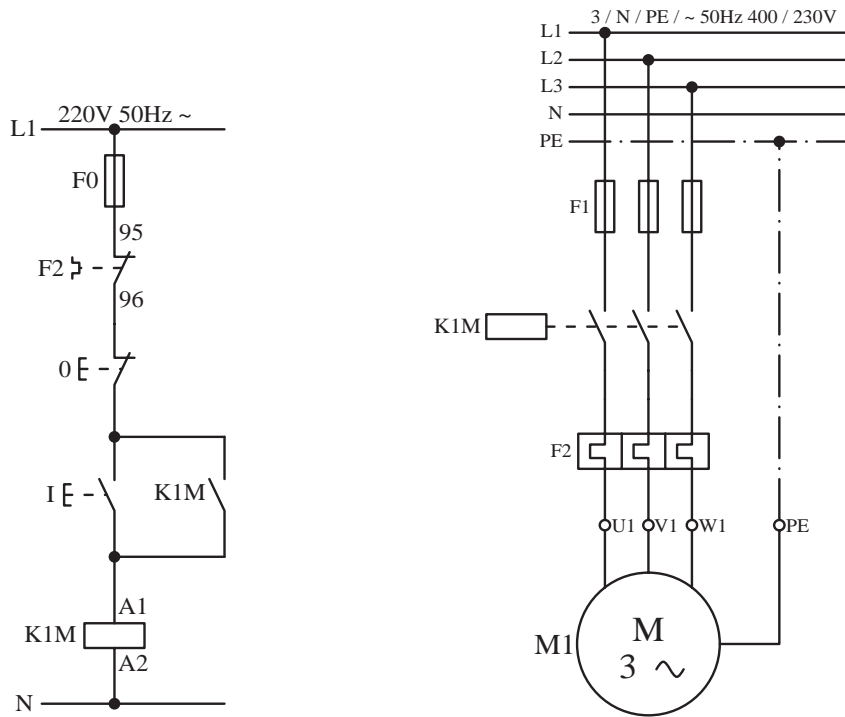 220V 50Hz ~
L1
F0
95
F2
96
0
I
K1M
A1
K1M
A2
N
3 / N / PE / ~ 50Hz 400 / 230V
L1
L2
L3
N
PE
F1
K1M
F2
U1 V1 W1 PE
M1
M
3 ~